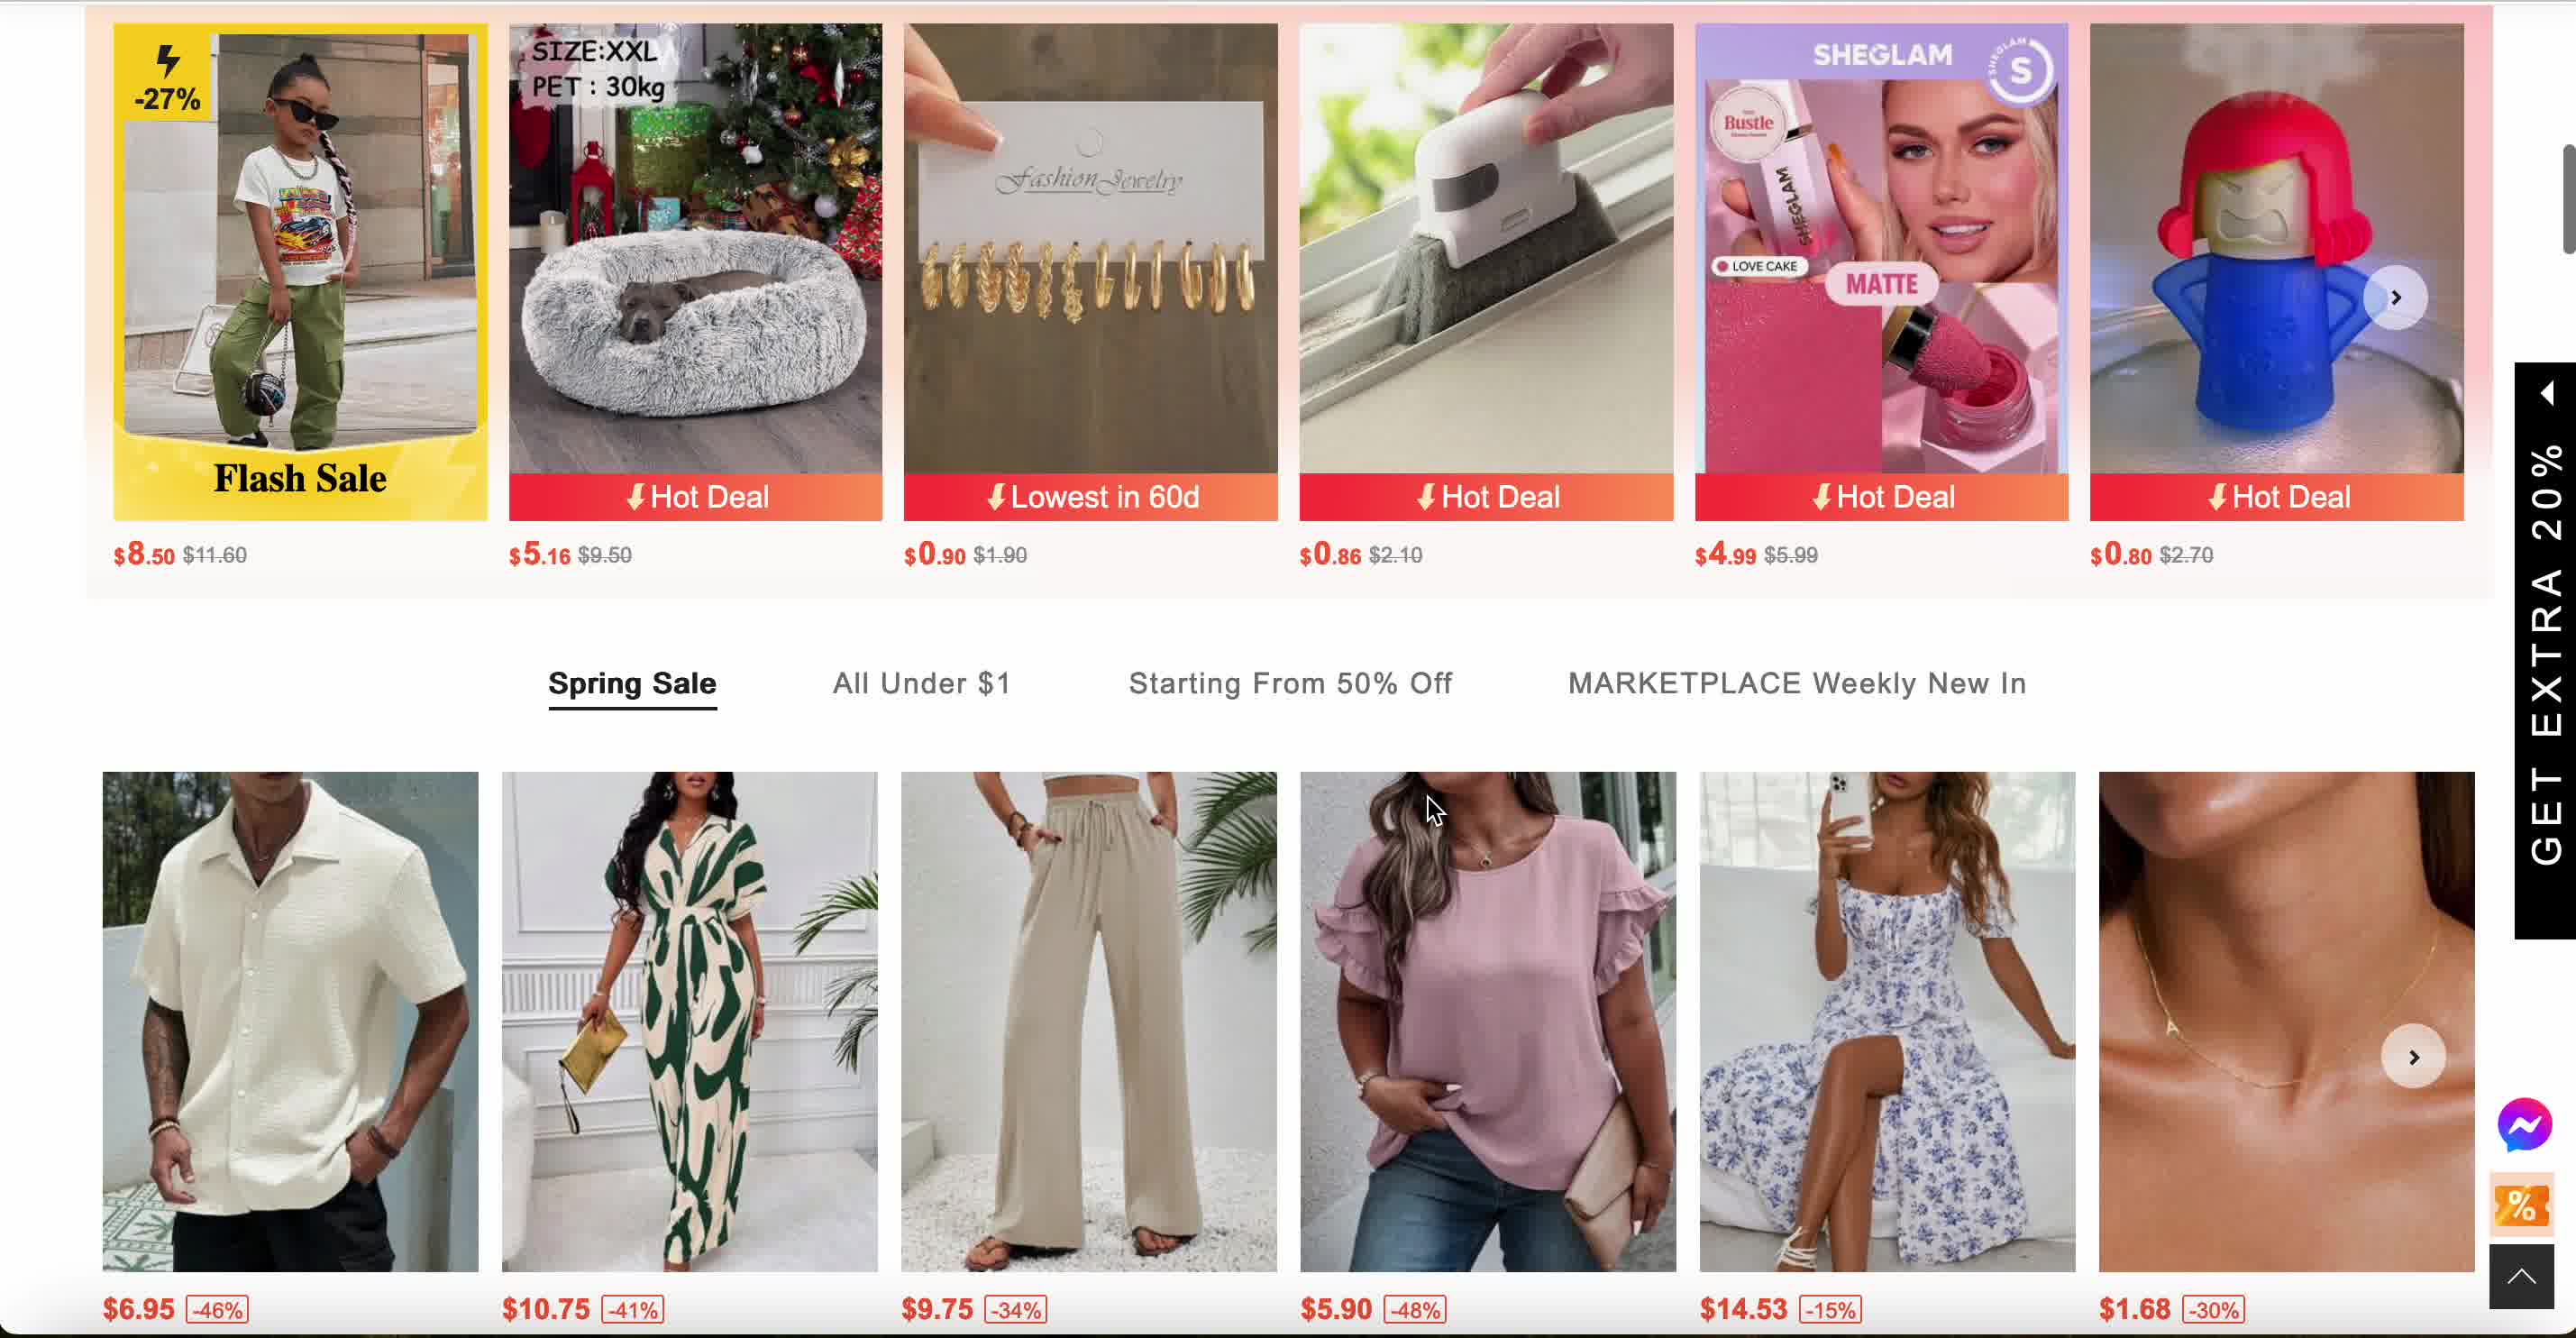 -27%
Flash Sale
SIZE:XXL
PET : 30kg
Hot Deal
Fashion Jewelry
Lowest in 60d
Hot Deal
SHEGLAM
SHEGLAM
S
Bustle
SHEGLAM
LOVE CAKE
MATTE
Hot Deal
Hot Deal
$8.50 $11.60
$5.16 $9.50
$0.90 $1.90
$0.86 $2.10
$4.99 $5.99
$0.80 $2.70
GET EXTRA 20%
Spring Sale
All Under $1
Starting From 50% Off
MARKETPLACE Weekly New In
A
%
$6.95 -46%
$10.75 -41%
$9.75 -34%
$5.90 -48%
$14.53 -15%
$1.68 -30%